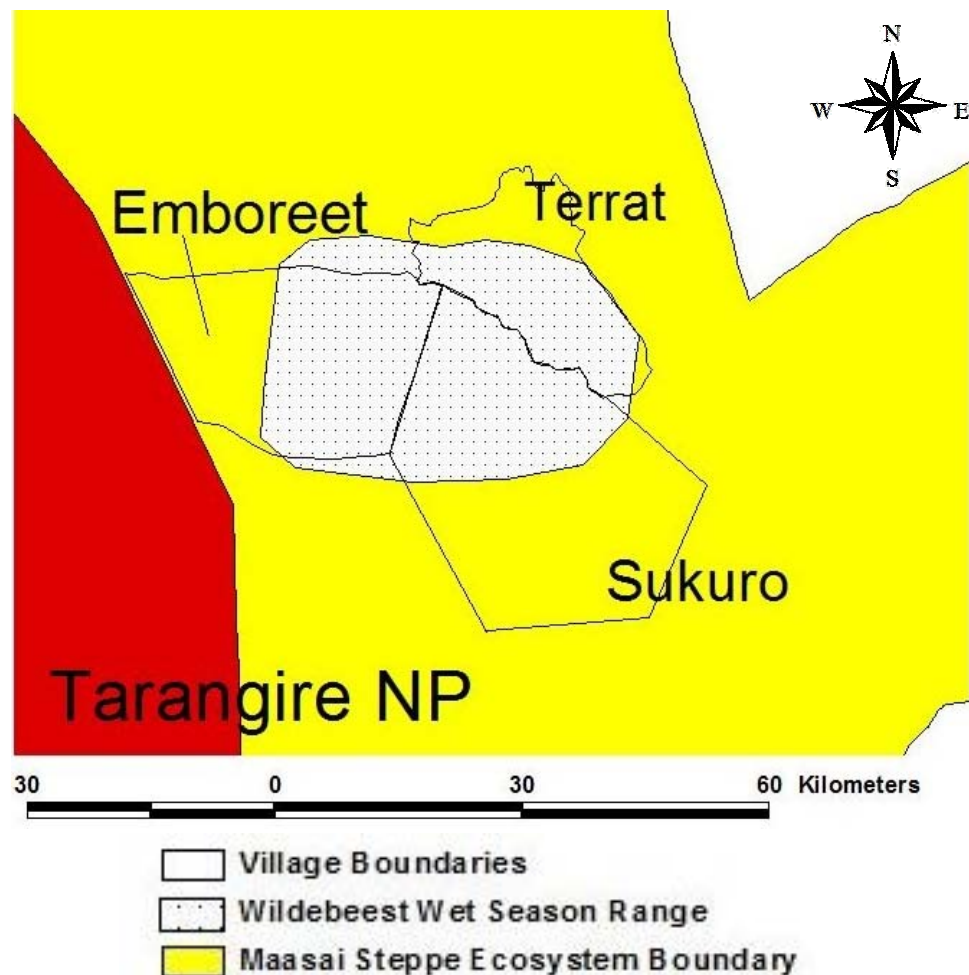 N
W E
S
Emboreet
Terrat
Sukuro
Tarangire NP
30 0 30 60 Kilometers
Village Boundaries
Wildebeest Wet Season Range
Maasai Steppe Ecosystem Boundary